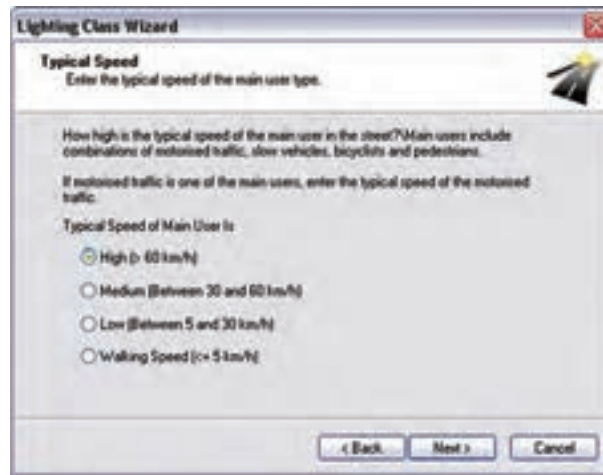 Lighting Class Wizard
Typical Speed
Enter the typical speed of the main user type.
How high is the typical speed of the main user in the street?\Main users include
combinations of motorised traffic, slow vehicles, bicyclists and pedestrians.
If motorised traffic is one of the main users, enter the typical speed of the motorised
traffic.
Typical Speed of Main User Is
High (> 60 km/h)
Medium (Between 30 and 60 km/h)
Low (Between 5 and 30 km/h)
Walking Speed (<= 5 km/h)
< Back
Next >
Cancel